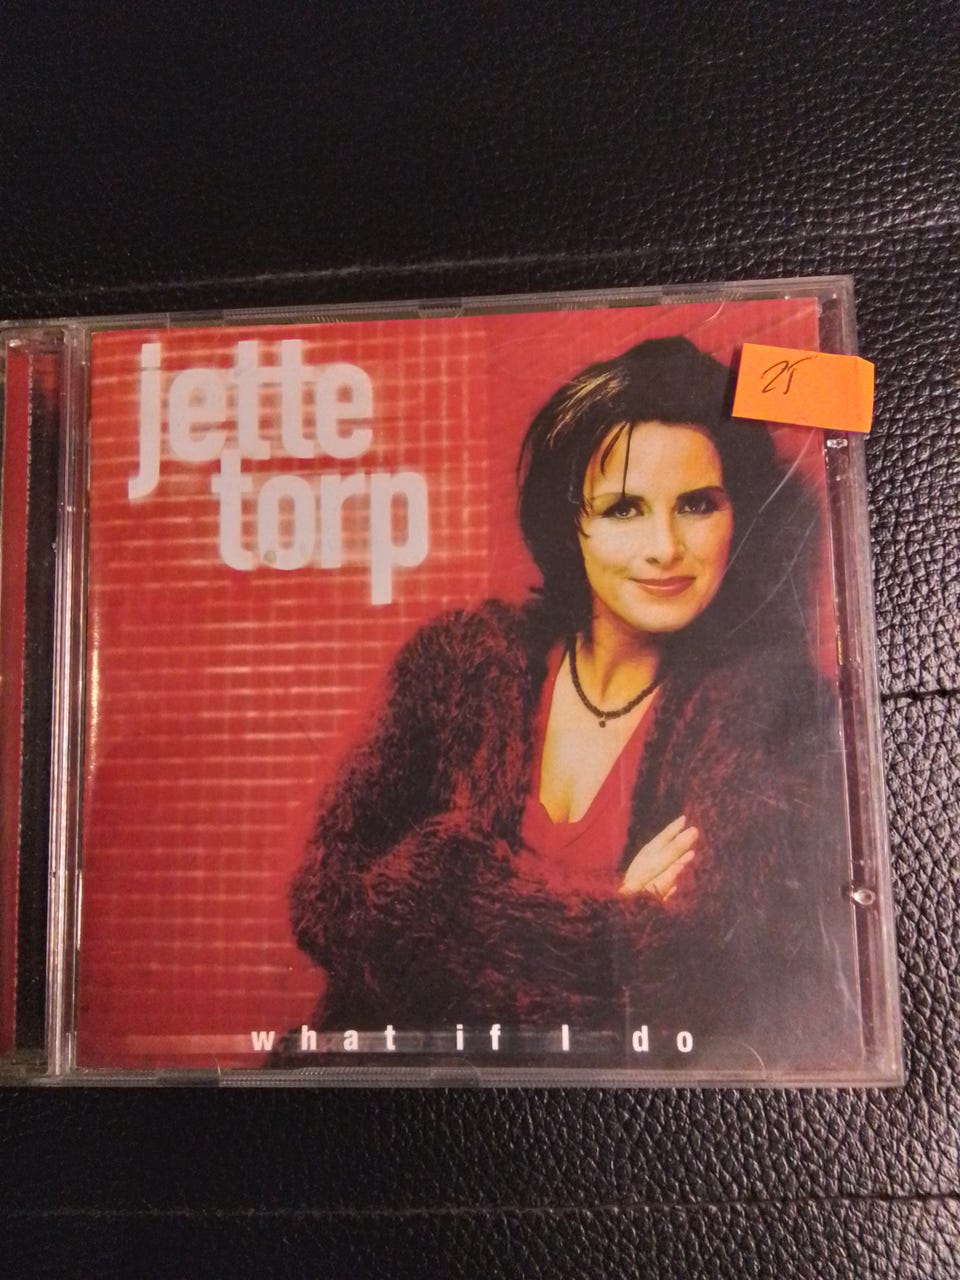 jette
torp
25
what if I do